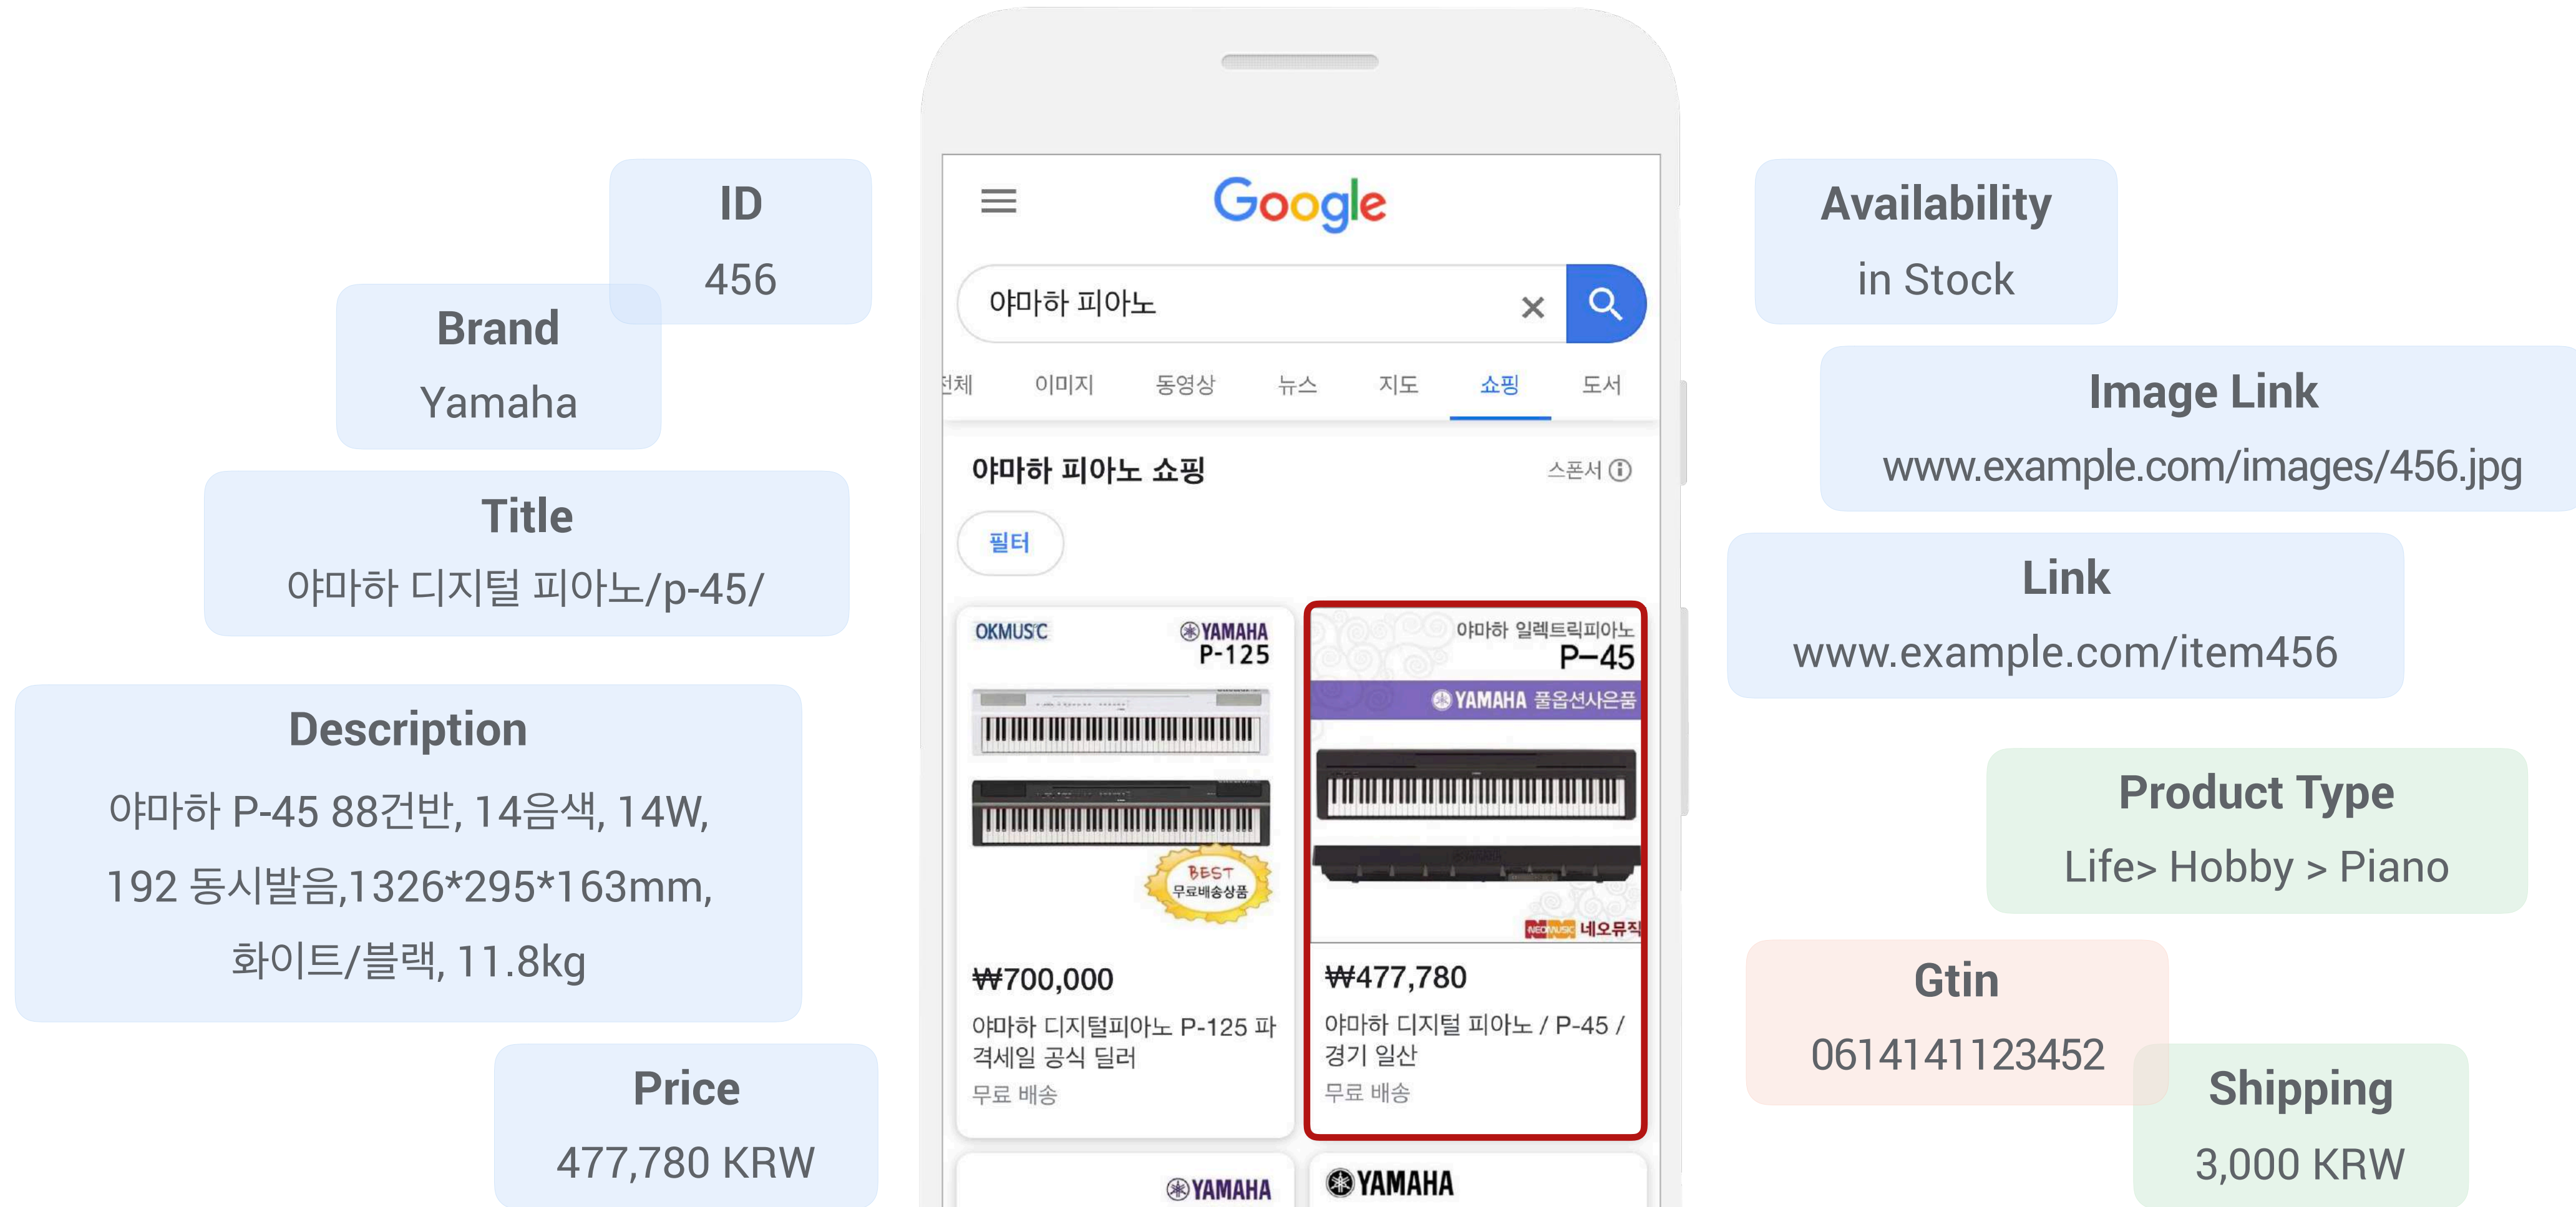 ID
456
Brand
Yamaha
Title
야마하 디지털 피아노/p-45/
Description
야마하 P-45 88건반, 14음색, 14W,
192 동시발음,1326*295*163mm,
화이트/블랙, 11.8kg
Price
477,780 KRW
Google
야마하 피아노
전체 이미지 동영상 뉴스 지도 쇼핑 도서
야마하 피아노 쇼핑 스폰서
필터
OKMUSIC
YAMAHA
P-125
BEST
무료배송상품
₩700,000
야마하 디지털피아노 P-125 파
격세일 공식 딜러
무료 배송
야마하 일렉트릭피아노
P-45
YAMAHA 풀옵션사은품
NEOMUSIC 네오뮤직
₩477,780
야마하 디지털 피아노 / P-45 /
경기 일산
무료 배송
YAMAHA
YAMAHA
Availability
in Stock
Image Link
www.example.com/images/456.jpg
Link
www.example.com/item456
Product Type
Life> Hobby > Piano
Gtin
0614141123452
Shipping
3,000 KRW